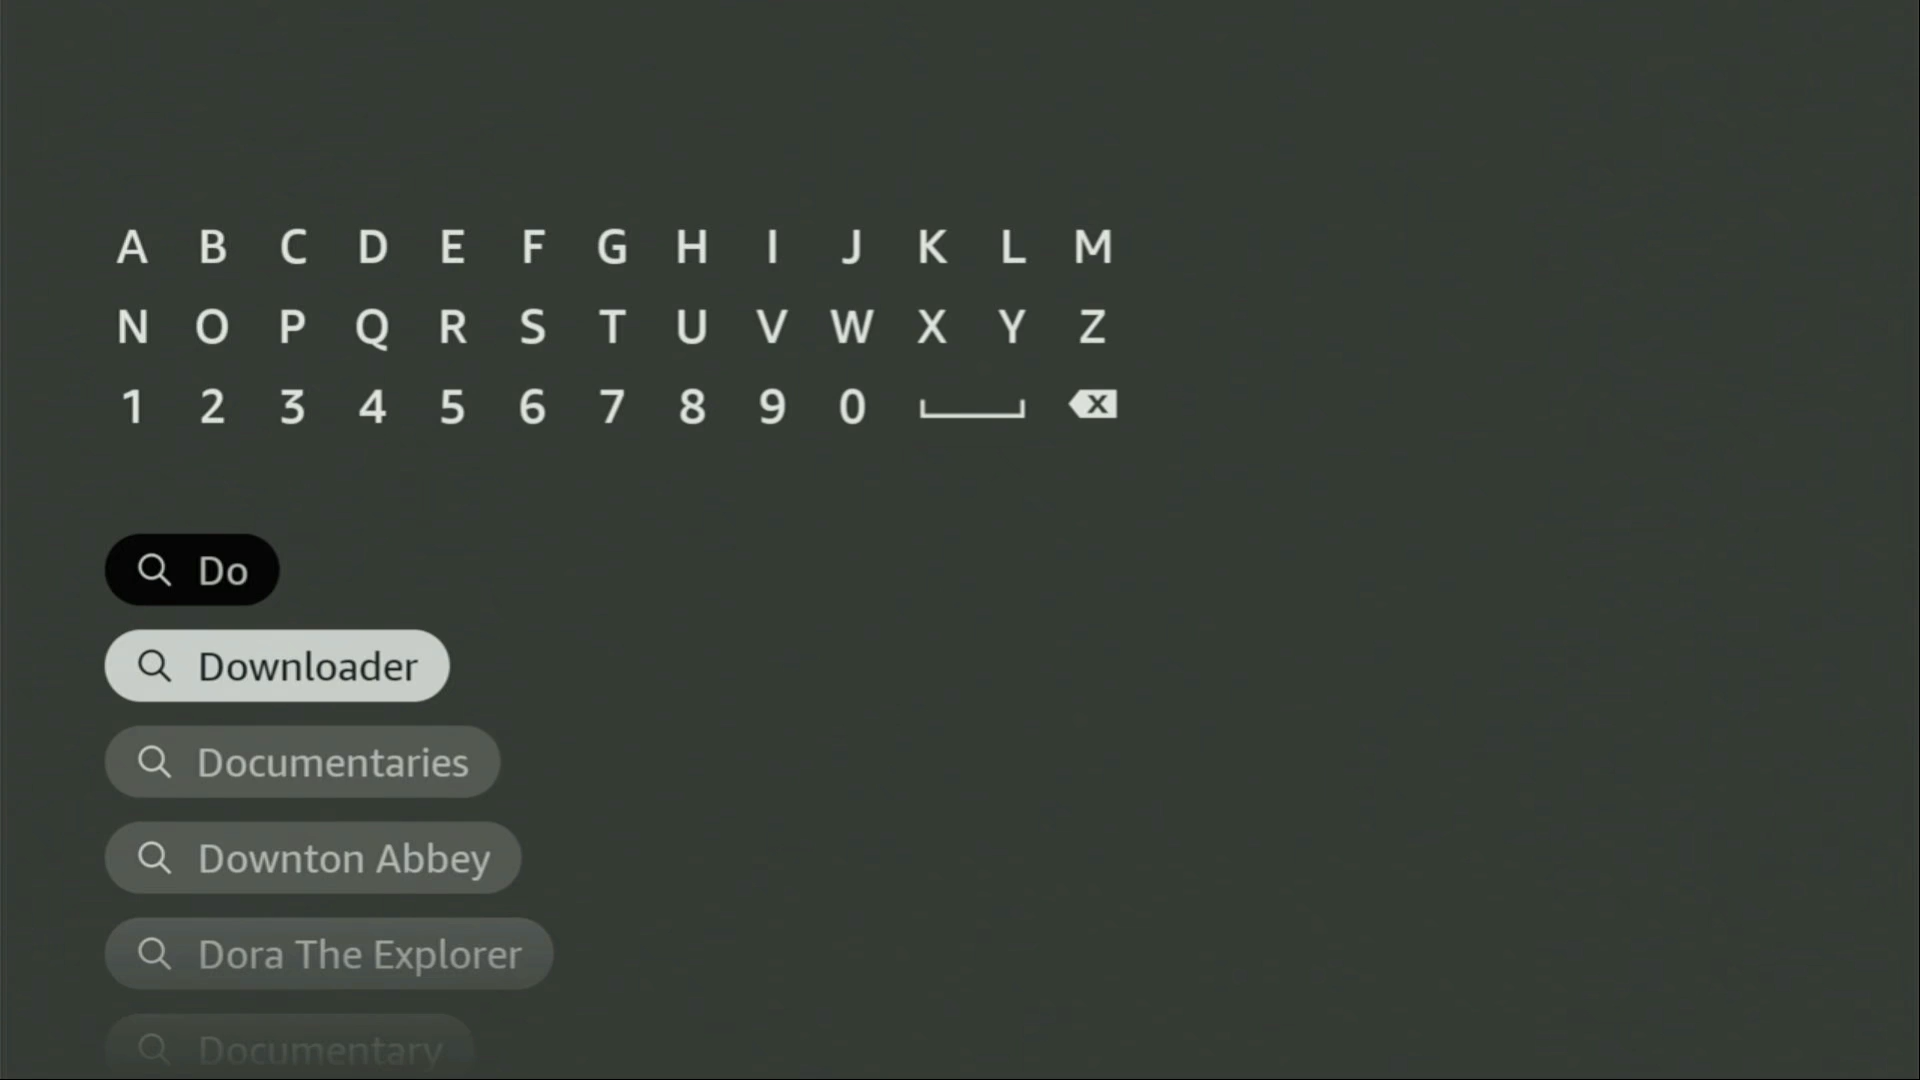 A B C D E F G H I J K L M
N O P Q R S T U V W X Y Z
1 2 3 4 5 6 7 8 9 0
Do
Downloader
Documentaries
Downton Abbey
Dora The Explorer
Documentary